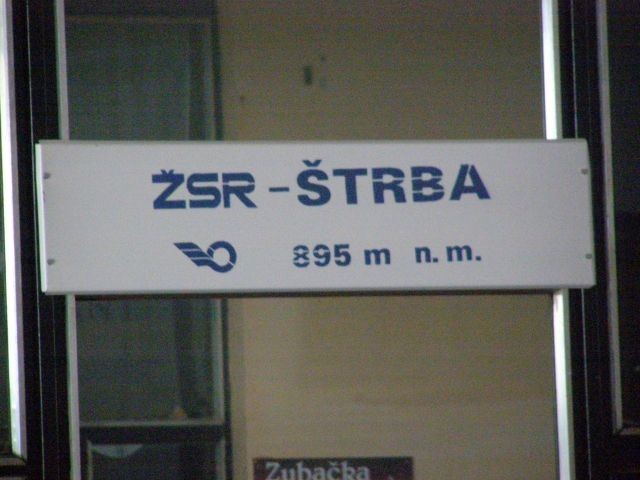 ŽSR - ŠTRBA
895 m n.m.
Zubačka